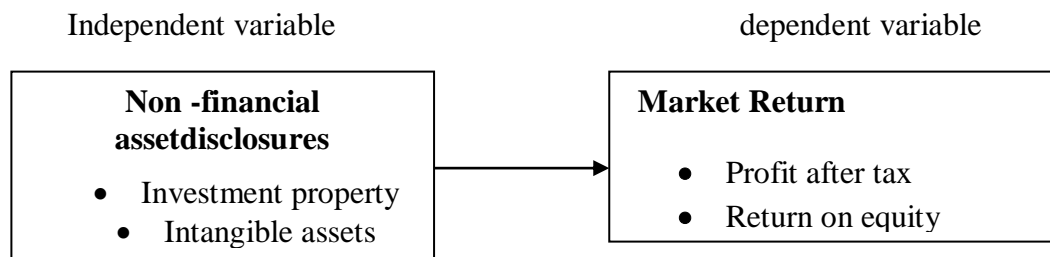 Independent variable
dependent variable
Non -financial
assetdisclosures
• Investment property
• Intangible assets
Market Return
• Profit after tax
• Return on equity